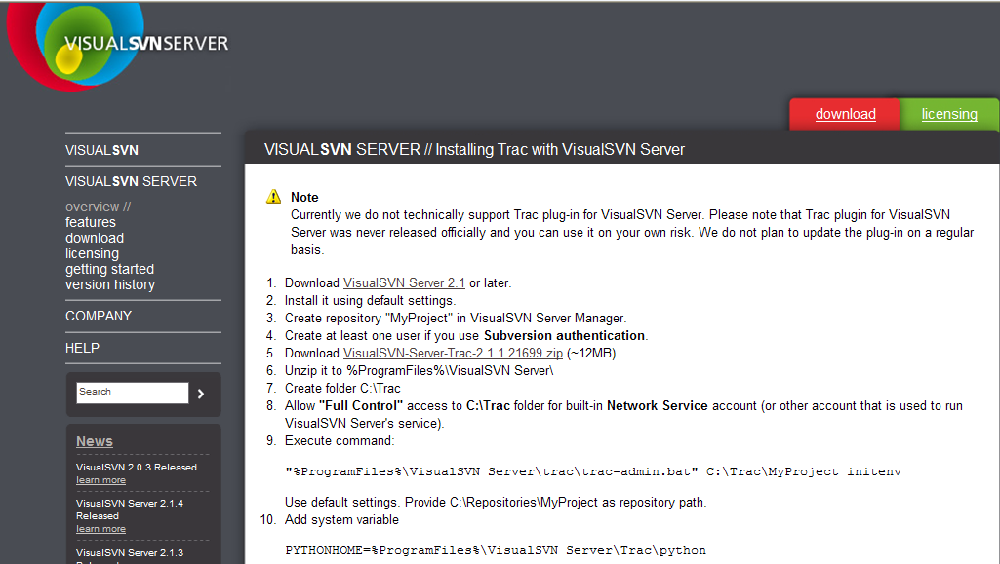 VISUALSVNSERVER
download
licensing
VISUALSVN
VISUALSVN SERVER
overview //
features
download
licensing
getting started
version history
COMPANY
HELP
Search
News
VisualSVN 2.0.3 Released
learn more
VisualSVN Server 2.1.4
Released
learn more
VisualSVN Server 2.1.3
VISUALSVN SERVER // Installing Trac with VisualSVN Server
Note
Currently we do not technically support Trac plug-in for VisualSVN Server. Please note that Trac plugin for VisualSVN
Server was never released officially and you can use it on your own risk. We do not plan to update the plug-in on a regular
basis.
1. Download VisualSVN Server 2.1 or later.
2. Install it using default settings.
3. Create repository "MyProject" in VisualSVN Server Manager.
4. Create at least one user if you use Subversion authentication.
5. Download VisualSVN-Server-Trac-2.1.1.21699.zip (~12MB).
6. Unzip it to %ProgramFiles%\VisualSVN Server\
7. Create folder C:\Trac
8. Allow "Full Control" access to C:\Trac folder for built-in Network Service account (or other account that is used to run
VisualSVN Server's service).
9. Execute command:
"%ProgramFiles%\VisualSVN Server\trac\trac-admin.bat" C:\Trac\MyProject initenv
Use default settings. Provide C:\Repositories\MyProject as repository path.
10. Add system variable
PYTHONHOME=%ProgramFiles%\VisualSVN Server\Trac\python